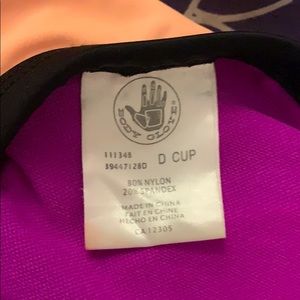 BODY GLOVE
111348
39447128D
D CUP
80% NYLON
20% SPANDEX
MADE IN CHINA
FAIT EN CHINE
HECHO EN CHINA
CA 12305